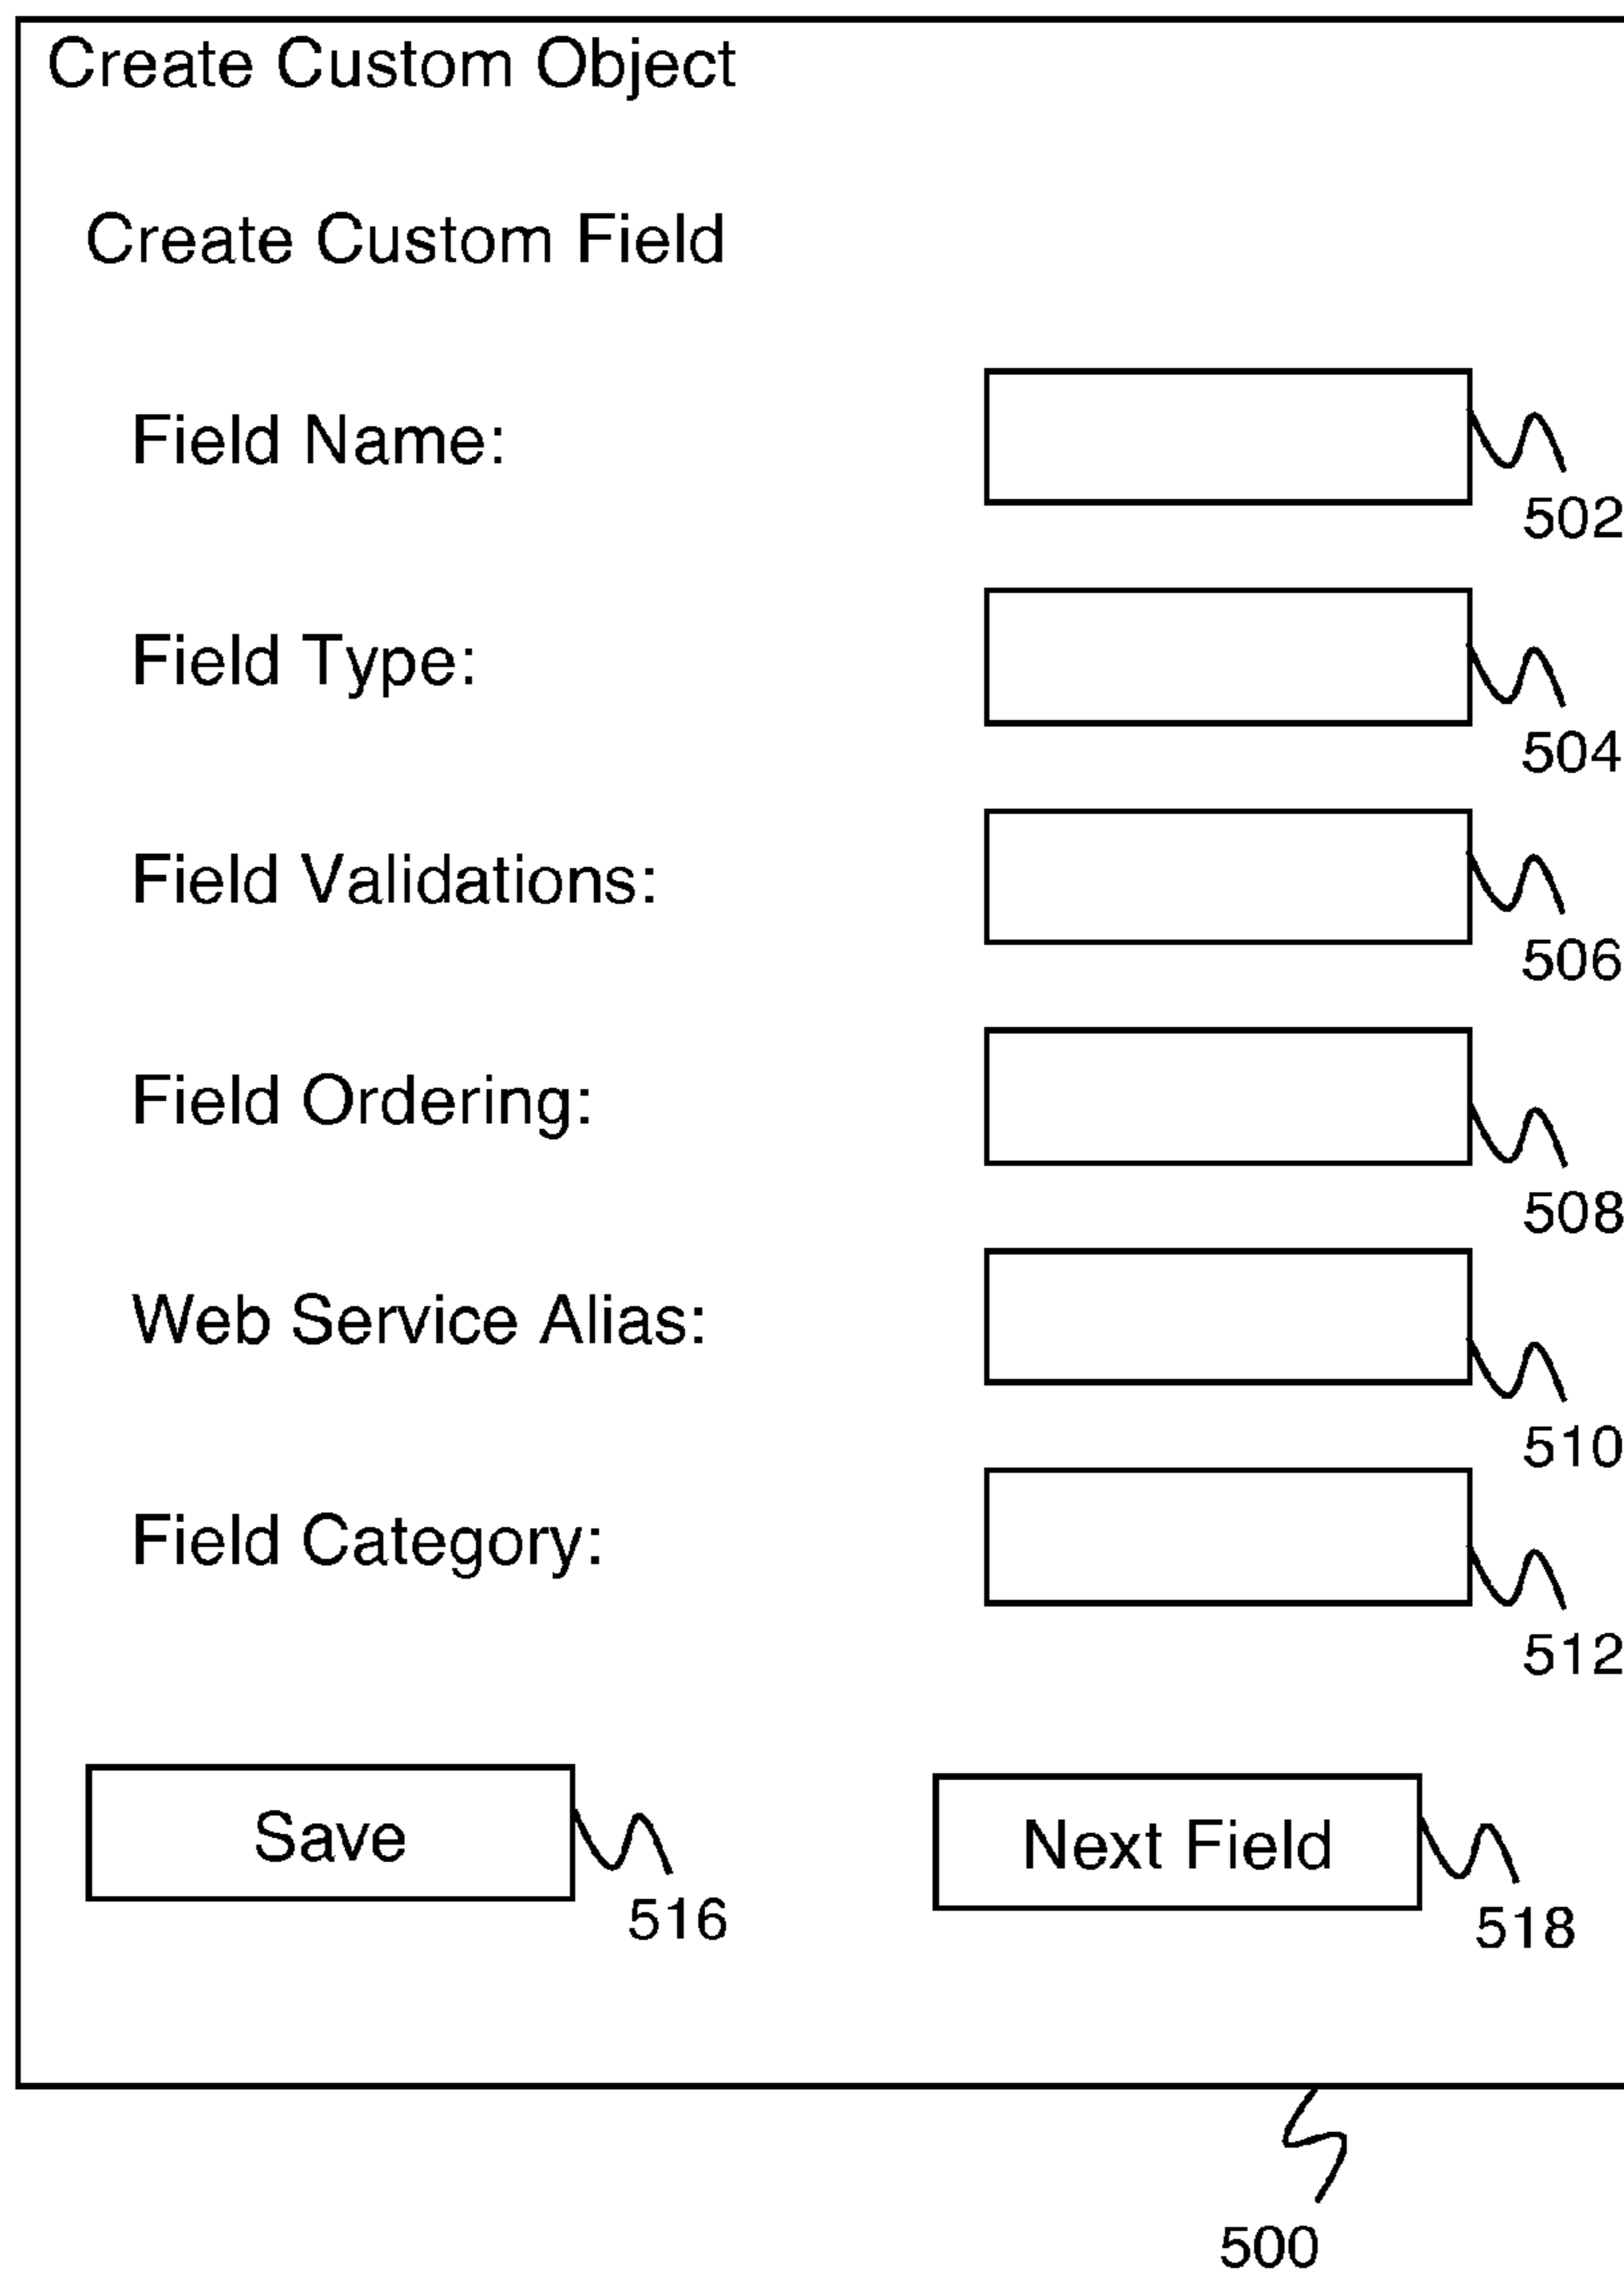 Create Custom Object
Create Custom Field
Field Name:
502
Field Type:
504
Field Validations:
506
Field Ordering:
508
Web Service Alias:
510
Field Category:
512
Save
516
Next Field
518
500